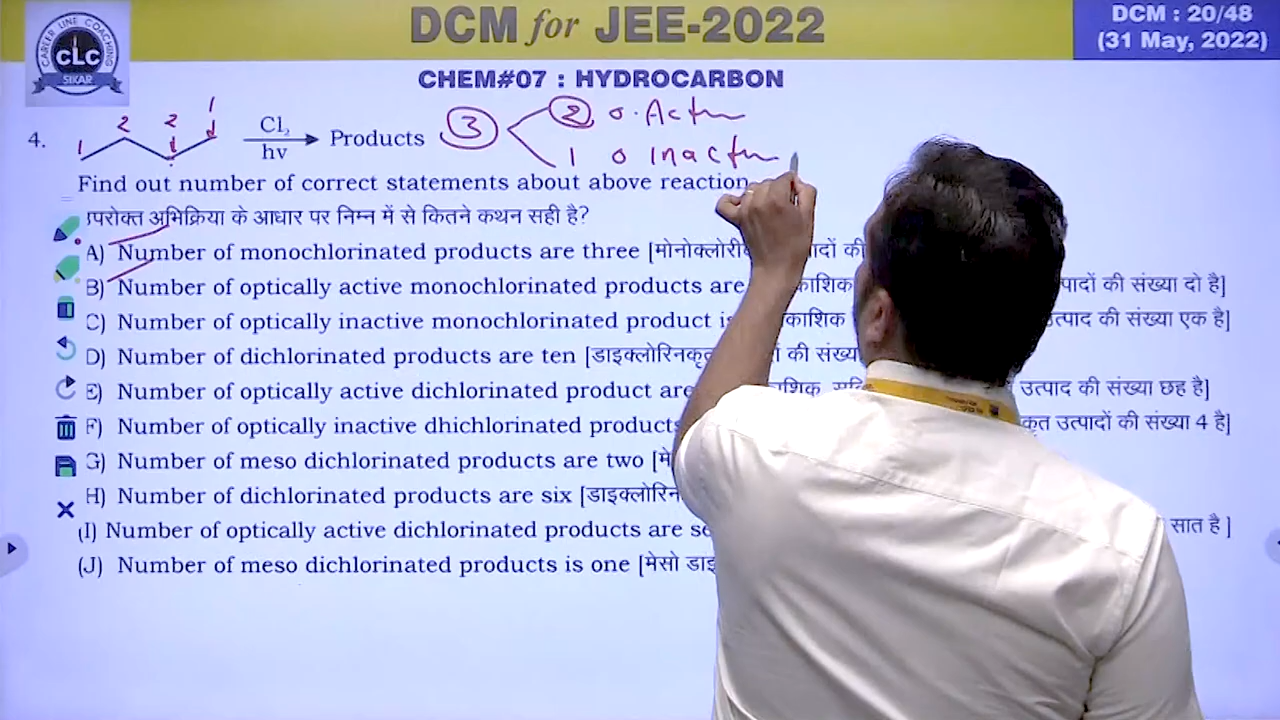 DCM for JEE-2022
DCM : 20/48
(31 May, 2022)
CAREER LINE COACHING
CLC
SIKAR
CHEM#07 : HYDROCARBON
1 2 2 1
4. Cl₂ hν Products
3 2 o. Activ
1 o Inactiv
Find out number of correct statements about above reaction
उपरोक्त अभिक्रिया के आधार पर निम्न में से कितने कथन सही है?
A) Number of monochlorinated products are three [मोनोक्लोरीकृत
B) Number of optically active monochlorinated products are उत्पादों की संख्या दो है]
C) Number of optically inactive monochlorinated product is उत्पाद की संख्या एक है]
D) Number of dichlorinated products are ten [डाइक्लोरिनकृत की संख्या
E) Number of optically active dichlorinated product are उत्पाद की संख्या छह है]
F) Number of optically inactive dhichlorinated products कृत उत्पादों की संख्या 4 है]
G) Number of meso dichlorinated products are two
H) Number of dichlorinated products are six
(I) Number of optically active dichlorinated products are सात है ]
(J) Number of meso dichlorinated products is one [मेसो